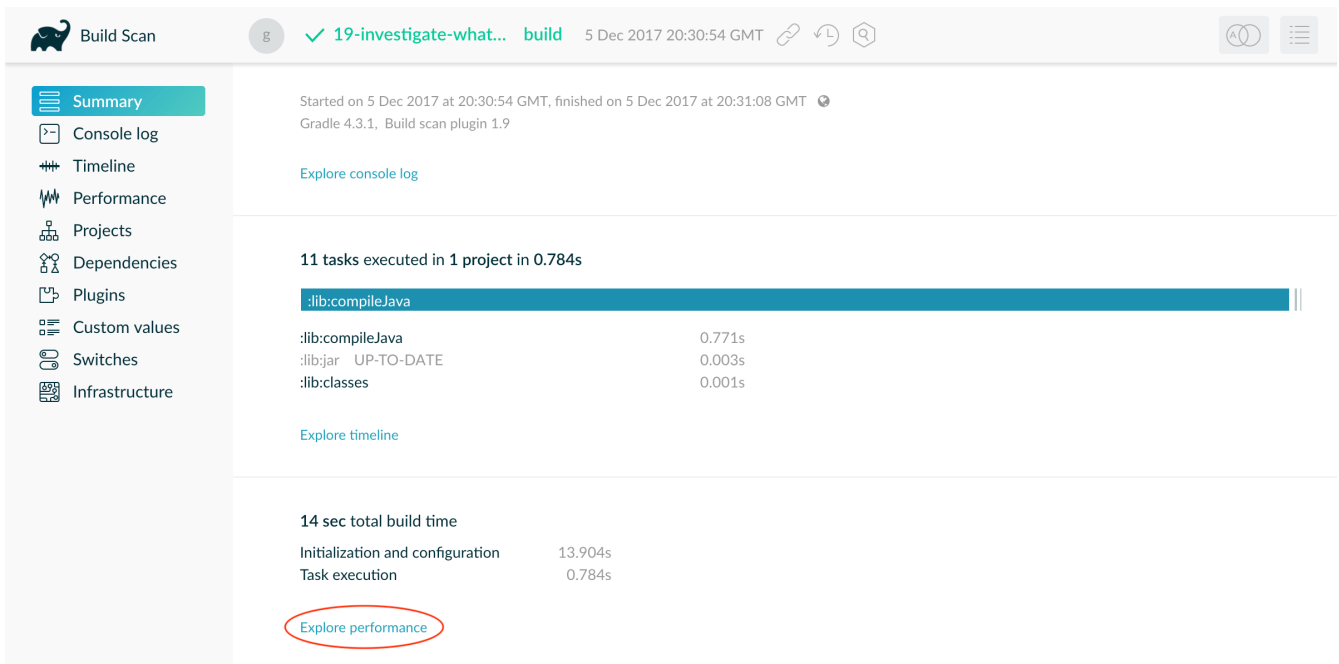 Build Scan
g 19-investigate-what... build 5 Dec 2017 20:30:54 GMT
A
Summary
Console log
Timeline
Performance
Projects
Dependencies
Plugins
Custom values
Switches
Infrastructure
Started on 5 Dec 2017 at 20:30:54 GMT, finished on 5 Dec 2017 at 20:31:08 GMT
Gradle 4.3.1, Build scan plugin 1.9
Explore console log
11 tasks executed in 1 project in 0.784s
:lib:compileJava
:lib:compileJava 0.771s
:lib:jar UP-TO-DATE 0.003s
:lib:classes 0.001s
Explore timeline
14 sec total build time
Initialization and configuration 13.904s
Task execution 0.784s
Explore performance